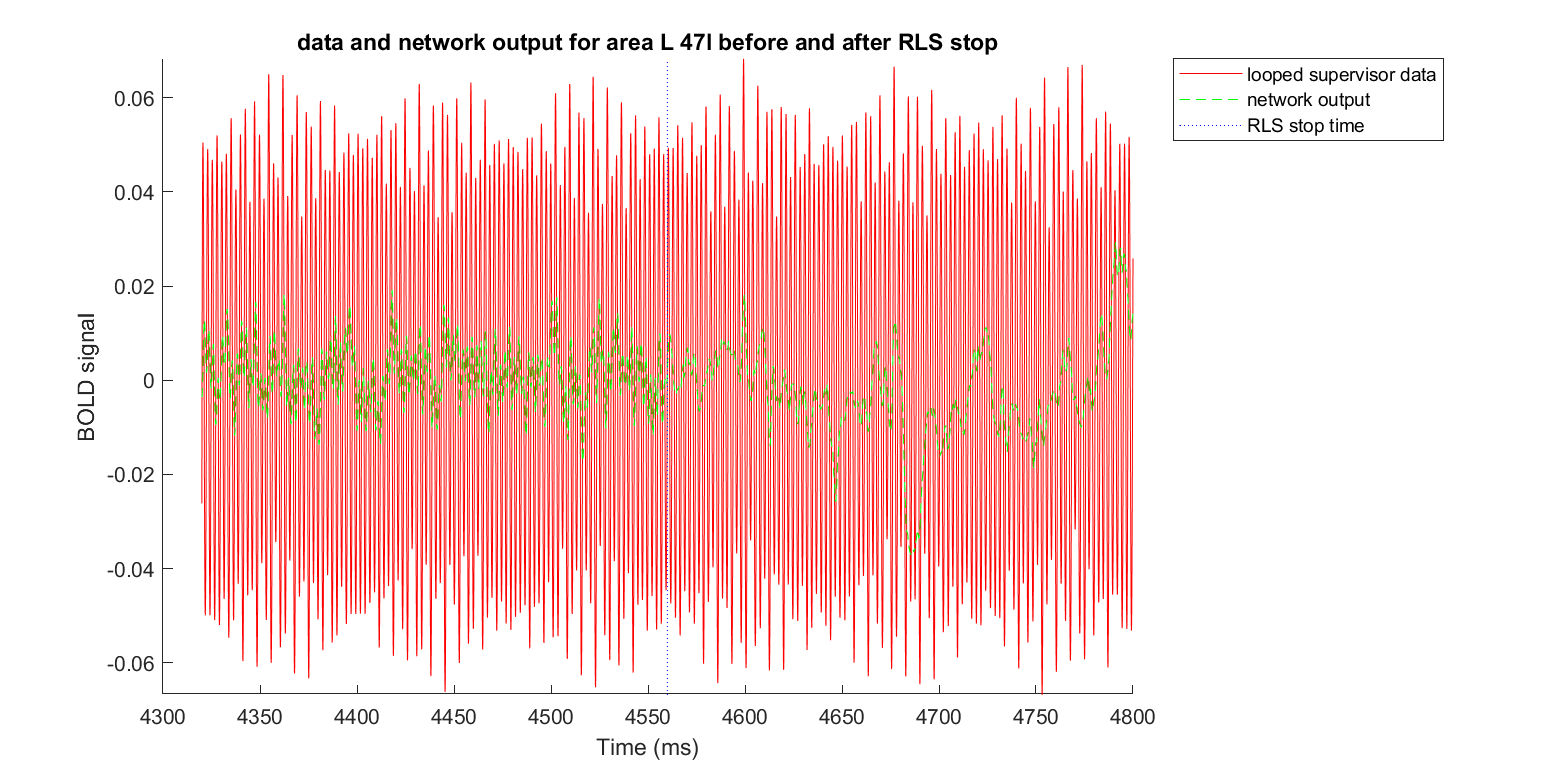 data and network output for area L 47l before and after RLS stop
looped supervisor data
network output
RLS stop time
BOLD signal
0.06
0.04
0.02
0
-0.02
-0.04
-0.06
4300 4350 4400 4450 4500 4550 4600 4650 4700 4750 4800
Time (ms)